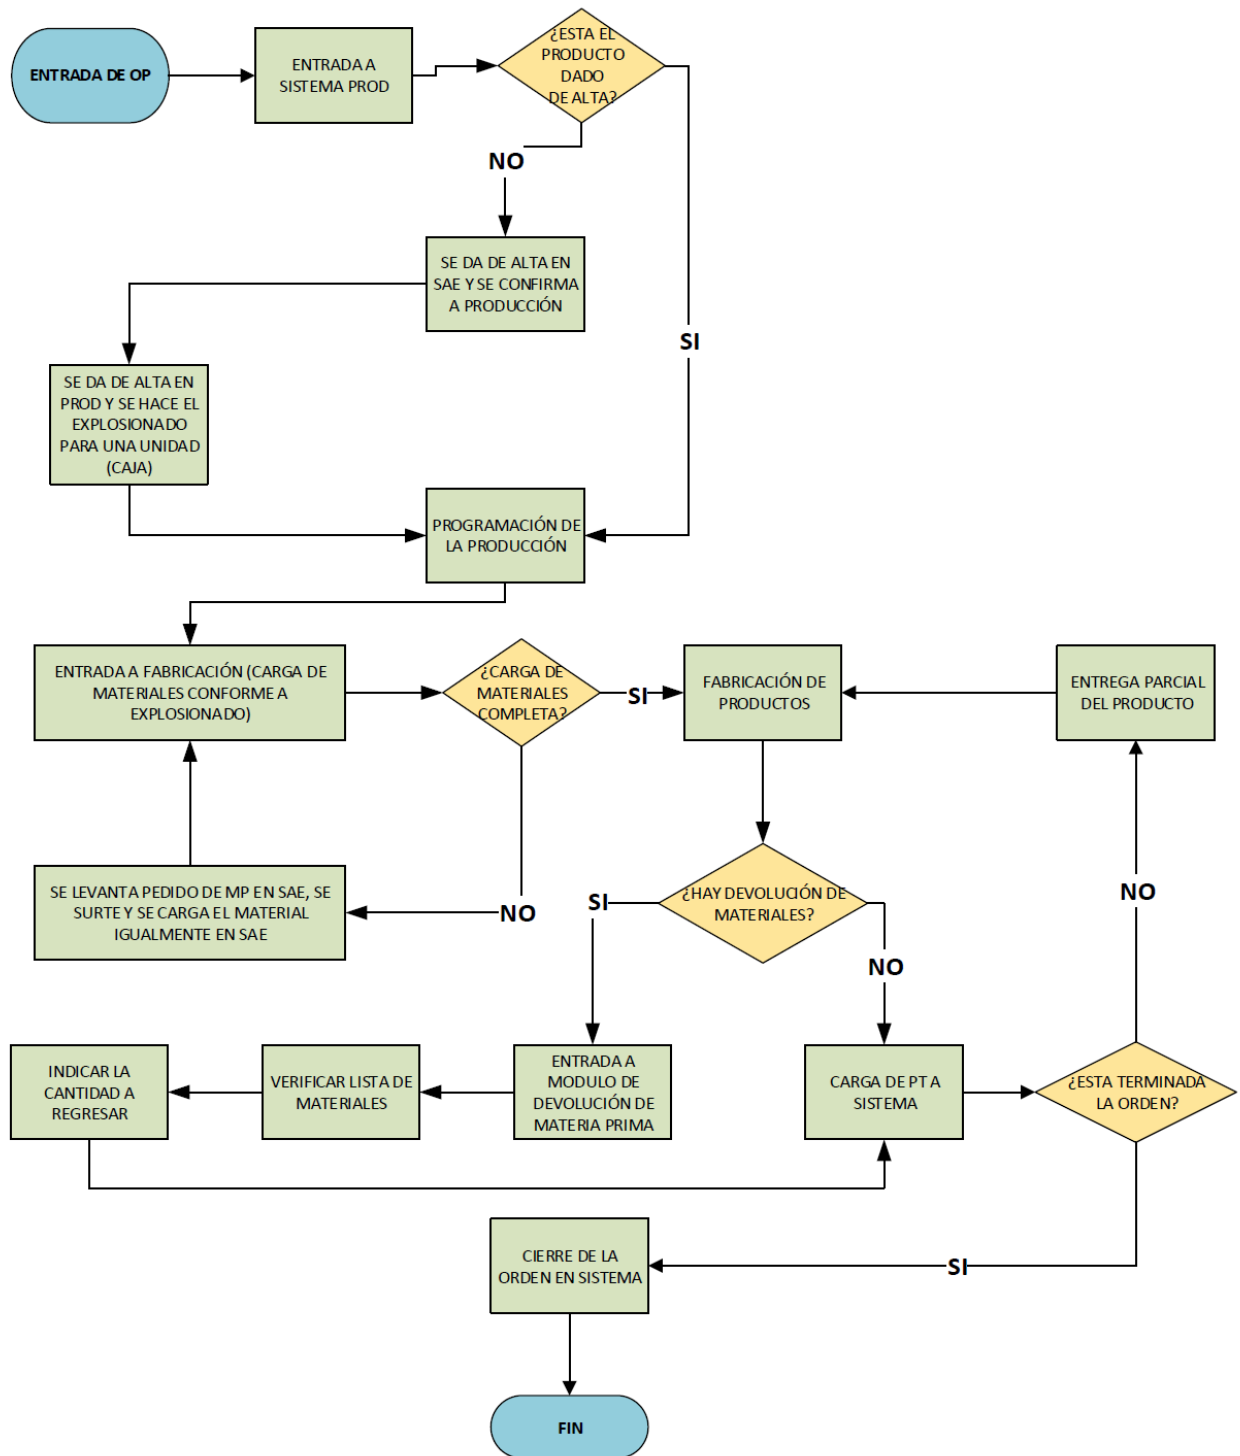 ENTRADA DE OP
ENTRADA A
SISTEMA PROD
¿ESTA EL
PRODUCTO
DADO
DE ALTA?
NO
SE DA DE ALTA EN
SAE Y SE CONFIRMA
A PRODUCCIÓN
SI
SE DA DE ALTA EN
PROD Y SE HACE EL
EXPLOSIONADO
PARA UNA UNIDAD
(CAJA)
PROGRAMACIÓN DE
LA PRODUCCIÓN
ENTRADA A FABRICACIÓN (CARGA DE
MATERIALES CONFORME A
EXPLOSIONADO)
¿CARGA DE
MATERIALES
COMPLETA?
SI
FABRICACIÓN DE
PRODUCTOS
ENTREGA PARCIAL
DEL PRODUCTO
SE LEVANTA PEDIDO DE MP EN SAE, SE
SURTE Y SE CARGA EL MATERIAL
IGUALMENTE EN SAE
NO
SI
¿HAY DEVOLUCIÓN DE
MATERIALES?
NO
NO
INDICAR LA
CANTIDAD A
REGRESAR
VERIFICAR LISTA DE
MATERIALES
ENTRADA A
MODULO DE
DEVOLUCIÓN DE
MATERIA PRIMA
CARGA DE PT A
SISTEMA
¿ESTA TERMINADA
LA ORDEN?
CIERRE DE LA
ORDEN EN SISTEMA
SI
FIN